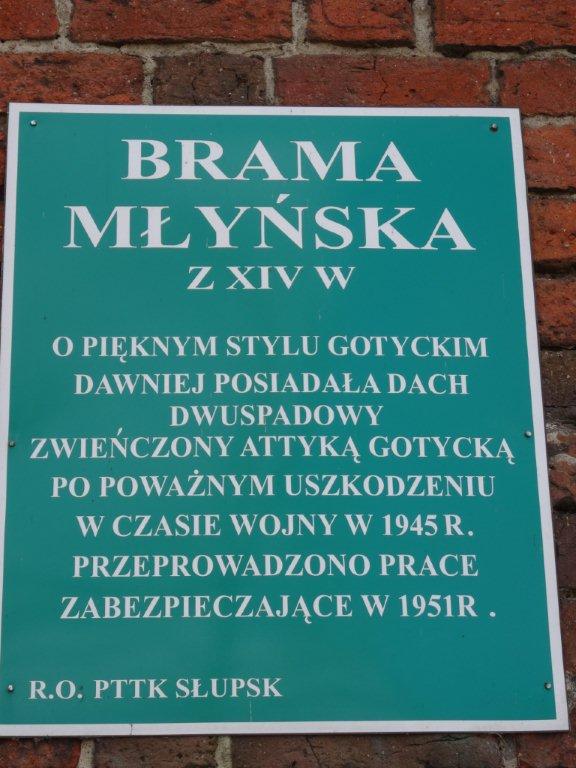 BRAMA
MŁYŃSKA
Z XIV W
O PIĘKNYM STYLU GOTYCKIM
DAWNIEJ POSIADAŁA DACH
DWUSPADOWY
ZWIEŃCZONY ATTYKĄ GOTYCKĄ
PO POWAŻNYM USZKODZENIU
W CZASIE WOJNY W 1945 R.
PRZEPROWADZONO PRACE
ZABEZPIECZAJĄCE W 1951R .
R.O. PTTK SŁUPSK